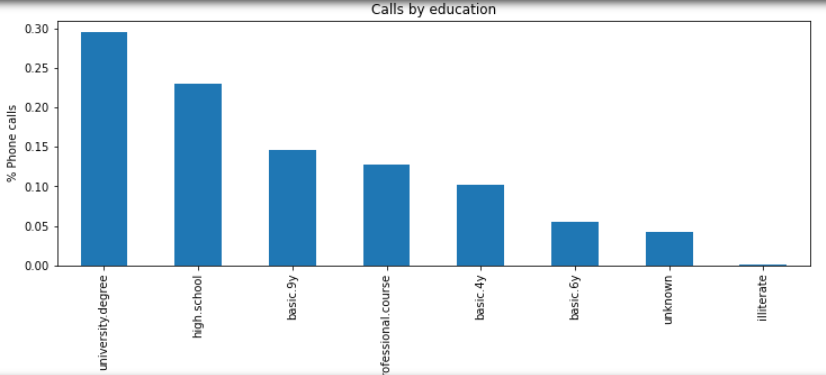 Calls by education
% Phone calls
0.30
0.25
0.20
0.15
0.10
0.05
0.00
university.degree
high.school
basic.9y
rofessional.course
basic.4y
basic.6y
unknown
illiterate